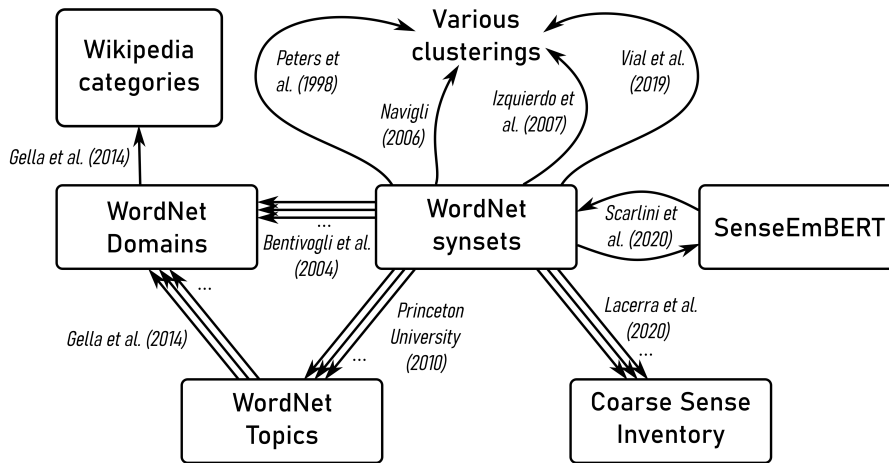 Various
clusterings
Wikipedia
categories
Peters et
al. (1998)
Navigli
(2006)
Izquierdo et
al. (2007)
Vial et al.
(2019)
Gella et al. (2014)
WordNet
Domains
...
Bentivogli et al.
(2004)
WordNet
synsets
Scarlini et
al. (2020)
SenseEmBERT
...
Gella et al. (2014)
Princeton
University
(2010)
...
Lacerra et al.
(2020)
...
WordNet
Topics
Coarse Sense
Inventory